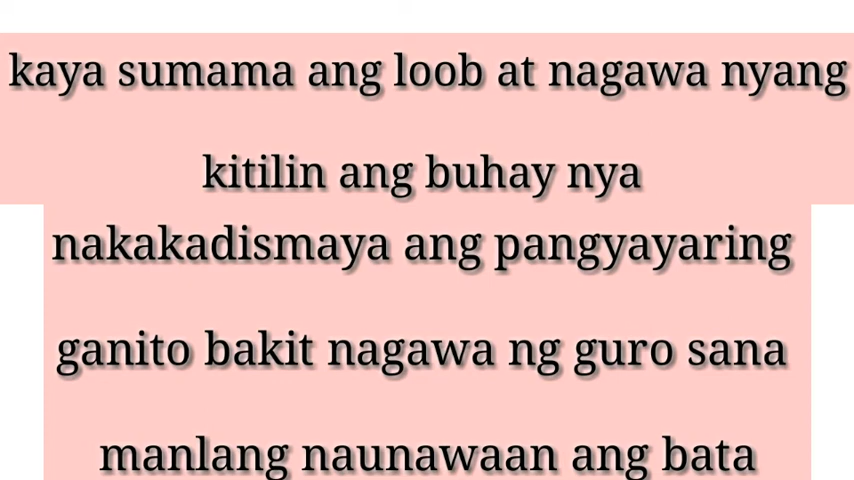 kaya sumama ang loob at nagawa nyang
kitilin ang buhay nya
nakakadismaya ang pangyayaring
ganito bakit nagawa ng guro sana
manlang naunawaan ang bata